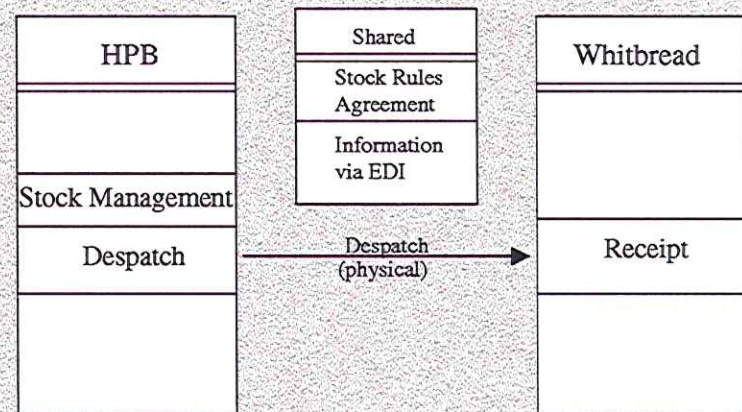 HPB
Stock Management
Despatch
Shared
Stock Rules
Agreement
Information
via EDI
Despatch
(physical)
Whitbread
Receipt